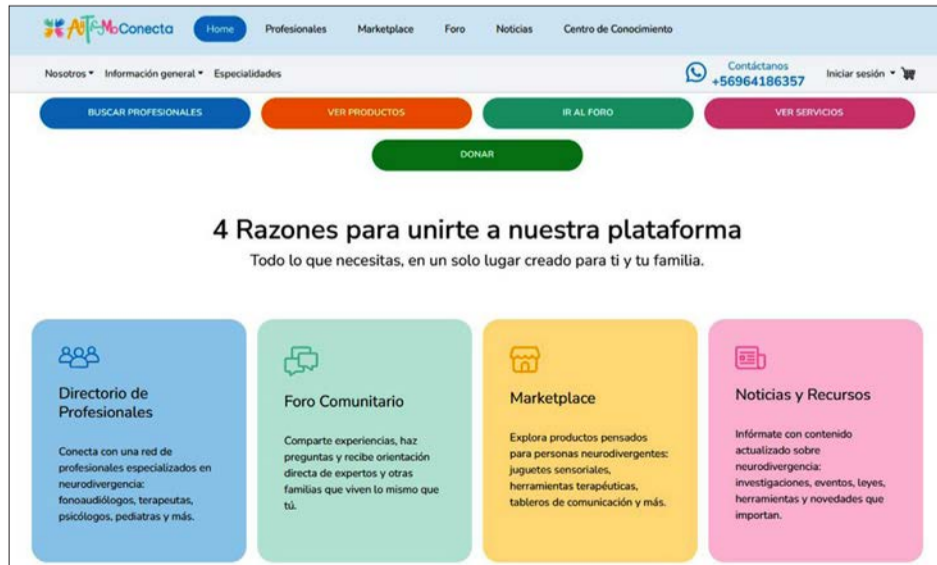 AuTeMoConecta
Home
Profesionales
Marketplace
Foro
Noticias
Centro de Conocimiento
Nosotros
Información general
Especialidades
Contáctanos
+56964186357
Iniciar sesión
BUSCAR PROFESIONALES
VER PRODUCTOS
IR AL FORO
VER SERVICIOS
DONAR
4 Razones para unirte a nuestra plataforma
Todo lo que necesitas, en un solo lugar creado para ti y tu familia.
Directorio de
Profesionales
Conecta con una red de
profesionales especializados en
neurodivergencia:
fonoaudiólogos, terapeutas,
psicólogos, pediatras y más.
Foro Comunitario
Comparte experiencias, haz
preguntas y recibe orientación
directa de expertos y otras
familias que viven lo mismo que
tú.
Marketplace
Explora productos pensados
para personas neurodivergentes:
juguetes sensoriales,
herramientas terapéuticas,
tableros de comunicación y más.
Noticias y Recursos
Infórmate con contenido
actualizado sobre
neurodivergencia:
investigaciones, eventos, leyes,
herramientas y novedades que
importan.